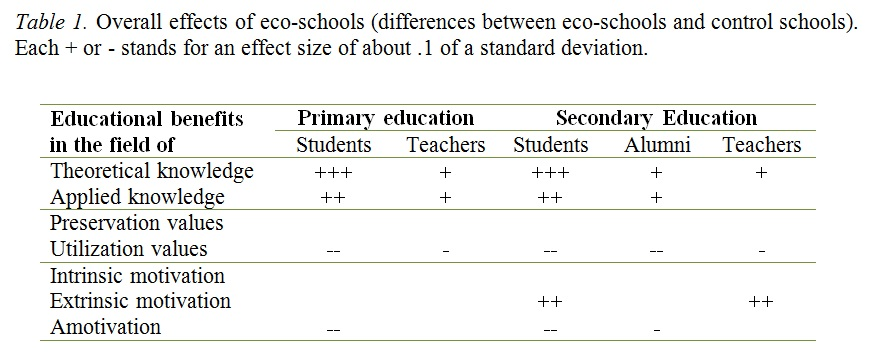 Table 1. Overall effects of eco-schools (differences between eco-schools and control schools).
Each + or - stands for an effect size of about .1 of a standard deviation.
Educational benefits Primary education Secondary Education
in the field of Students Teachers Students Alumni Teachers
Theoretical knowledge +++ + +++ + +
Applied knowledge ++ + ++ +
Preservation values
Utilization values -- - -- -- -
Intrinsic motivation
Extrinsic motivation ++ ++
Amotivation -- -- -